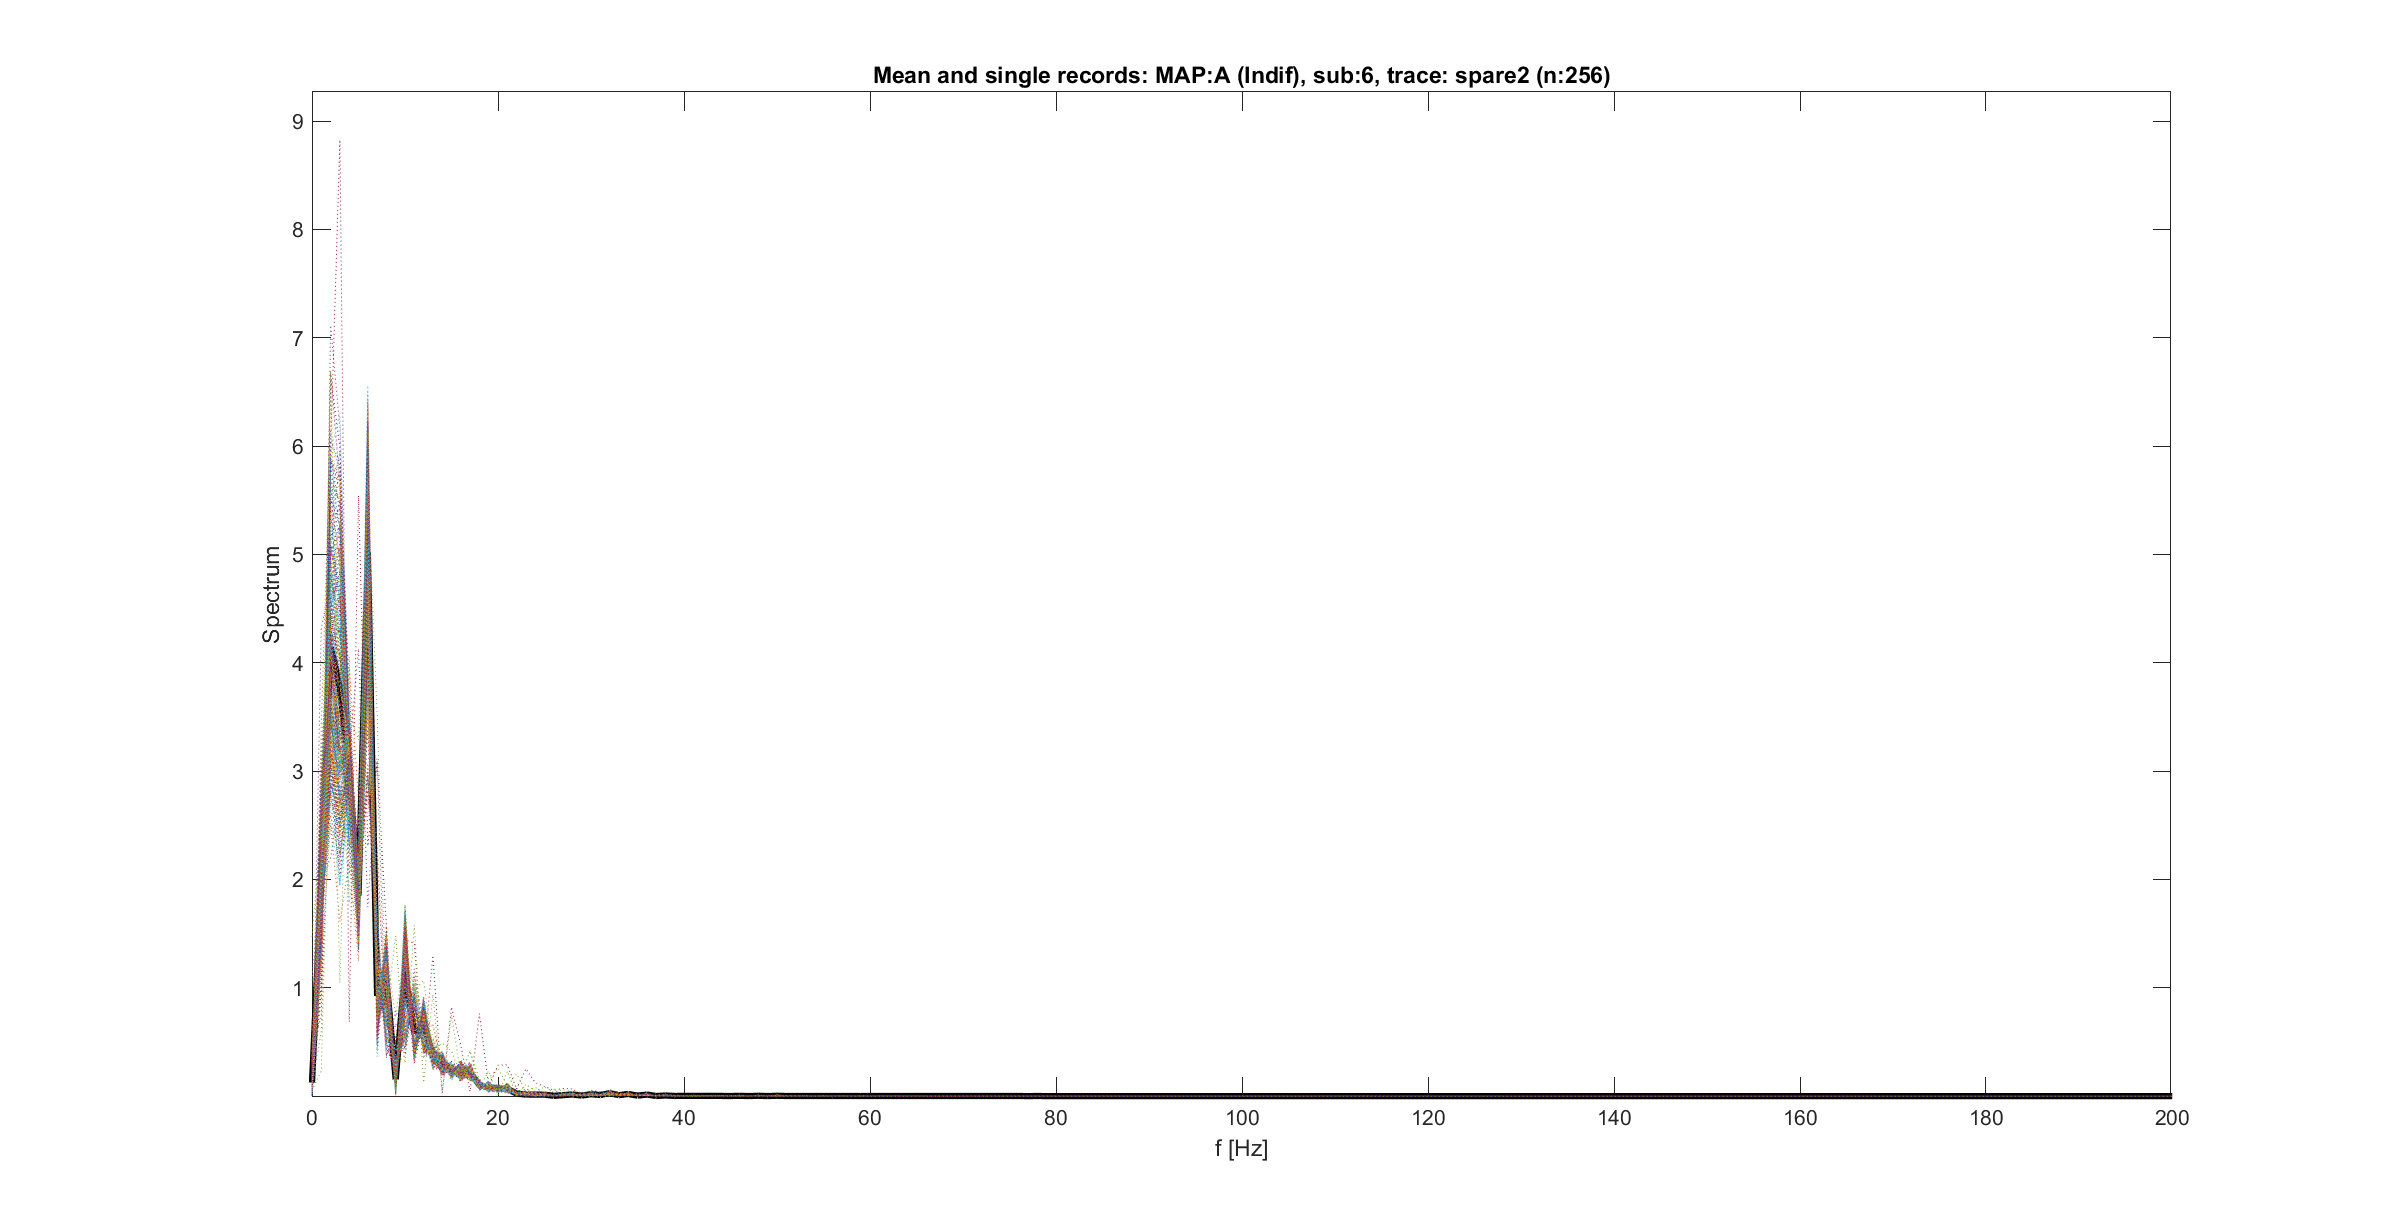 Mean and single records: MAP:A (Indif), sub:6, trace: spare2 (n:256)
9
8
7
6
5
4
3
2
1
Spectrum
0 20 40 60 80 100 120 140 160 180 200
f [Hz]